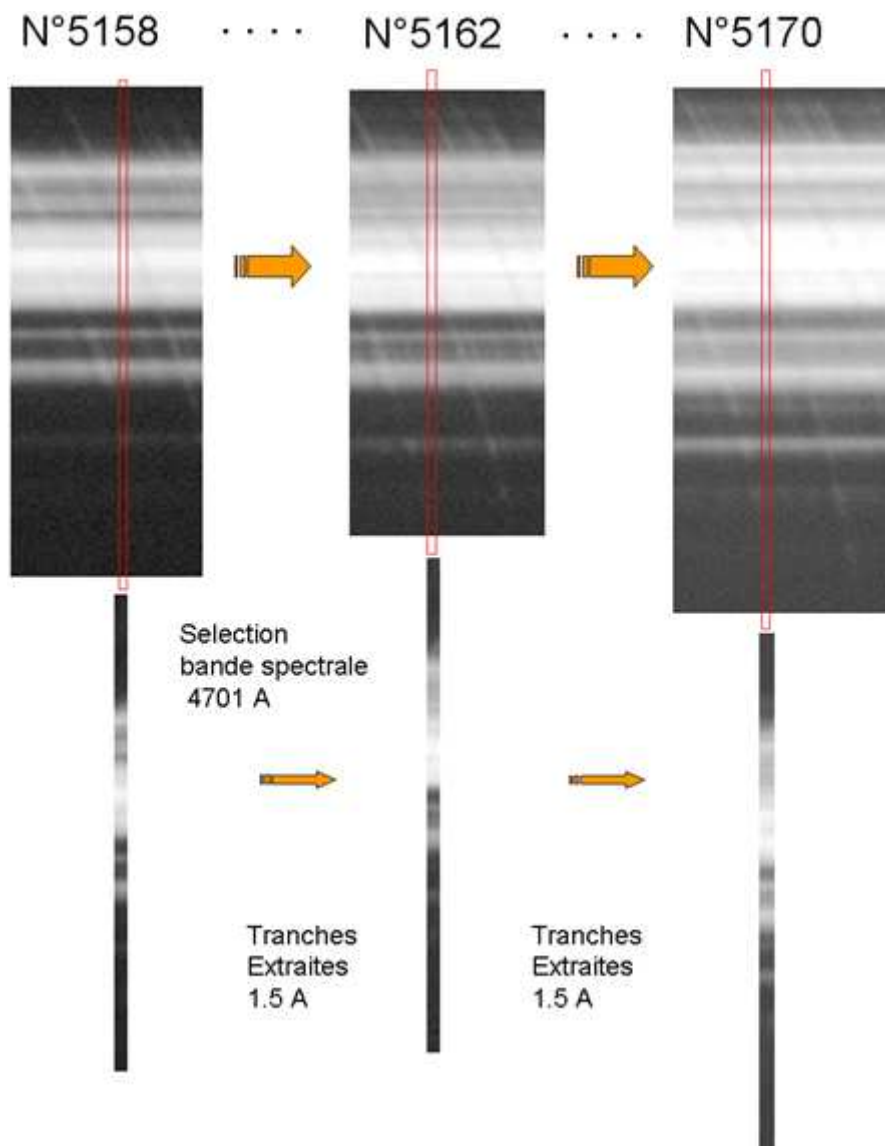 N°5158 . . . . N°5162 . . . . N°5170
Selection
bande spectrale
4701 A
Tranches
Extraites
1.5 A
Tranches
Extraites
1.5 A